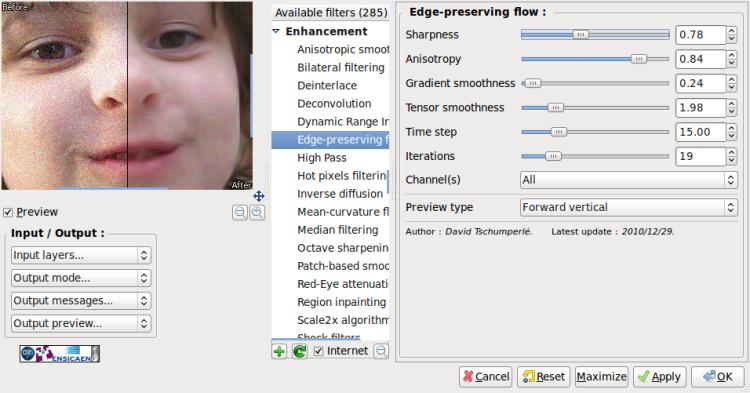 Before
After
Preview
Input / Output :
Input layers...
Output mode...
Output messages...
Output preview...
ENSICAEN
Available filters (285)
Enhancement
Anisotropic smoot
Bilateral filtering
Deinterlace
Deconvolution
Dynamic Range In
Edge-preserving f
High Pass
Hot pixels filterin
Inverse diffusion
Mean-curvature fl
Median filtering
Octave sharpenin
Patch-based smoo
Red-Eye attenuati
Region inpainting
Scale2x algorithm
Shock filters
Internet
Edge-preserving flow :
Sharpness 0.78
Anisotropy 0.84
Gradient smoothness 0.24
Tensor smoothness 1.98
Time step 15.00
Iterations 19
Channel(s) All
Preview type Forward vertical
Author : David Tschumperlé. Latest update : 2010/12/29.
Cancel Reset Maximize Apply OK